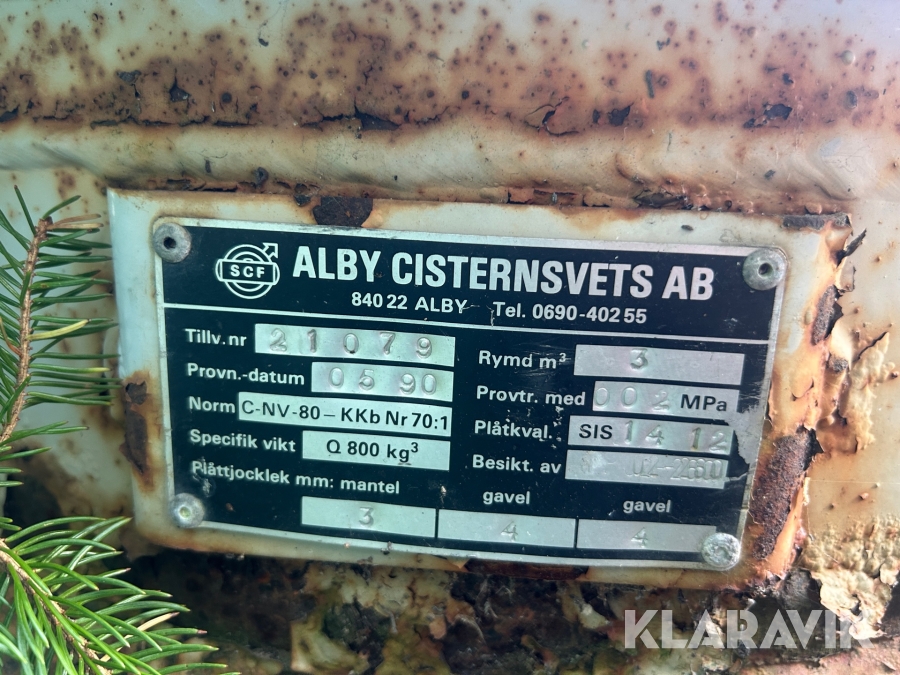 SCF
ALBY CISTERNSVETS AB
840 22 ALBY Tel. 0690-402 55
Tillv.nr 21079
Rymd m³ 3
Provn.-datum 05 90
Provtr. med 002 MPa
Norm C-NV-80 – KKb Nr 70:1
Plåtkval. SIS 14 12
Specifik vikt Q 800 kg³
Besikt. av
Plåttjocklek mm: mantel gavel gavel
3 4 4
KLARAVIK